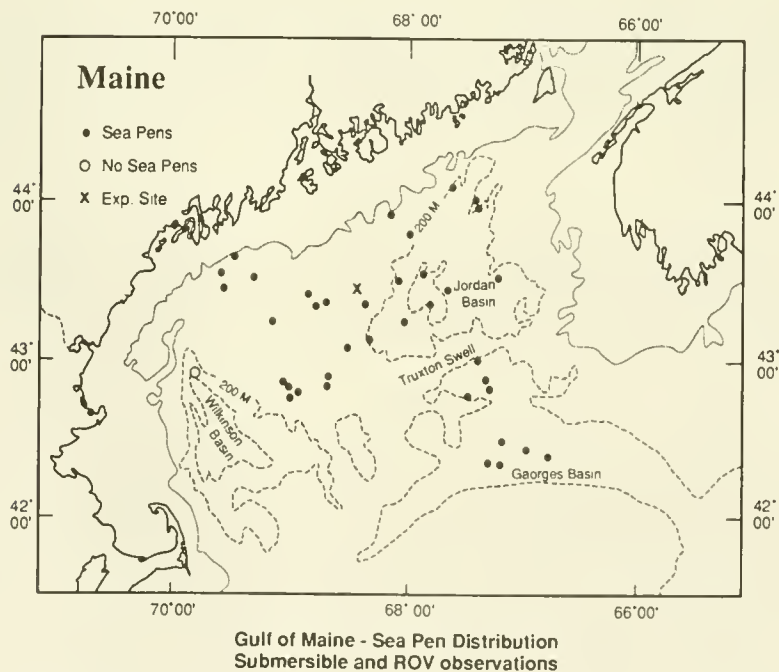 70°00' 68°00' 66°00'
Maine
Sea Pens
No Sea Pens
X Exp. Site
44°00' 44°00'
200 M
Jordan Basin
43°00' 43°00'
Truxton Swell
200 M
Wilkinson Basin
Gaorges Basin
42°00' 42°00'
70°00' 68°00' 66°00'
Gulf of Maine - Sea Pen Distribution
Submersible and ROV observations